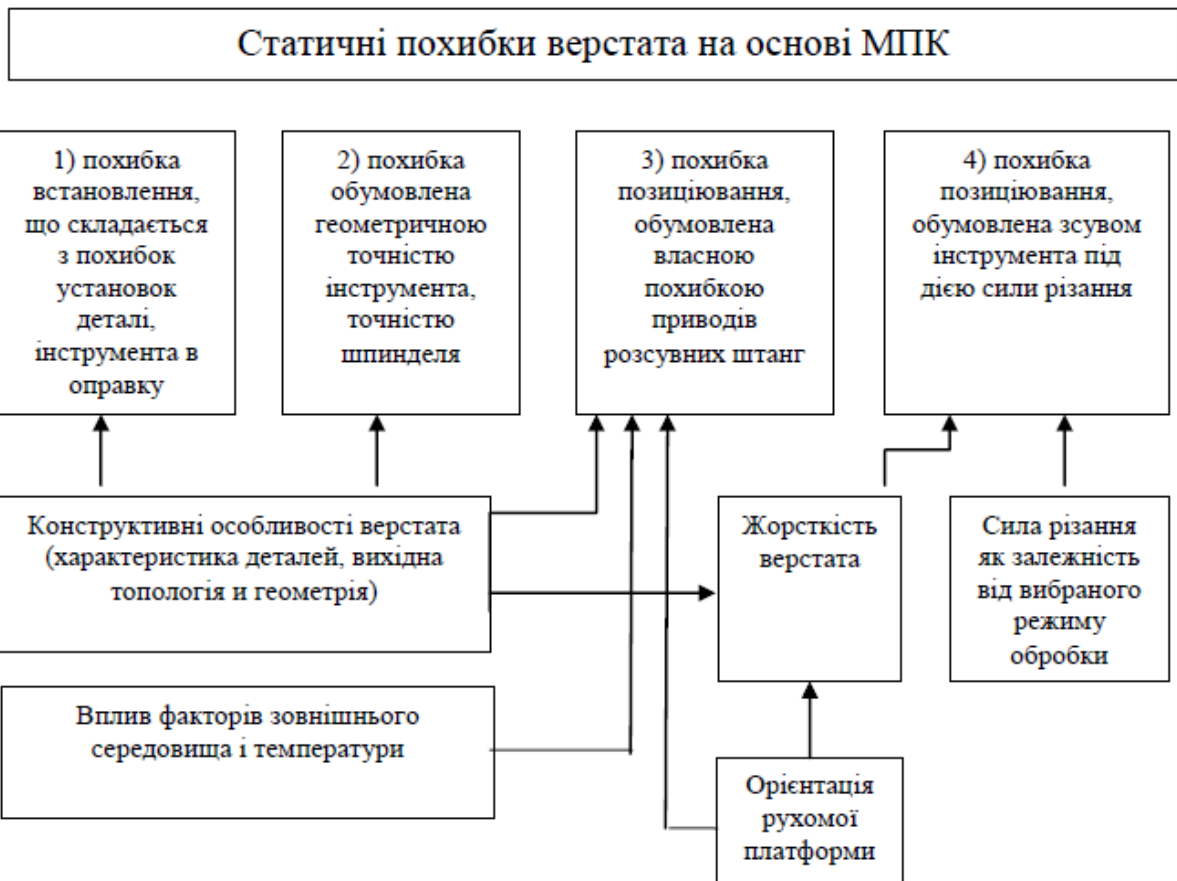 Статичні похибки верстата на основі МПК
1) похибка
встановлення,
що складається
з похибок
установок
деталі,
інструмента в
оправку
2) похибка
обумовлена
геометричною
точністю
інструмента,
точністю
шпинделя
3) похибка
позиціювання,
обумовлена
власною
похибкою
приводів
розсувних штанг
4) похибка
позиціювання,
обумовлена зсувом
інструмента під
дією сили різання
Конструктивні особливості верстата
(характеристика деталей, вихідна
топологія и геометрія)
Жорсткість
верстата
Сила різання
як залежність
від вибраного
режиму
обробки
Вплив факторів зовнішнього
середовища і температури
Орієнтація
рухомої
платформи